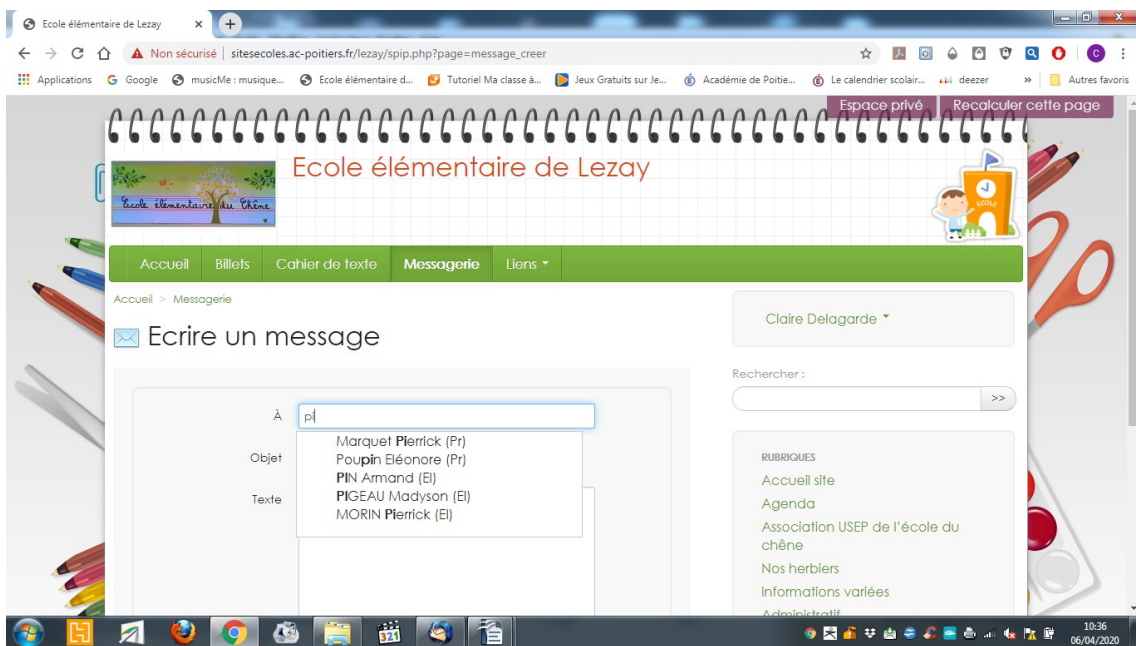 Ecole élémentaire de Lezay
Non sécurisé | sitesecoles.ac-poitiers.fr/lezay/spip.php?page=message_creer
Applications Google musicMe : musique... Ecole élémentaire d... Tutoriel Ma classe à... Jeux Gratuits sur Je... Académie de Poitie... Le calendrier scolair... deezer » Autres favoris
Espace privé Recalculer cette page
Ecole élémentaire de Lezay
Ecole élémentaire du Chêne
ECOLE
Accueil Billets Cahier de texte Messagerie Liens
Accueil > Messagerie
Claire Delagarde
Ecrire un message
Rechercher :
>>
À pi
Marquet Pierrick (Pr)
Objet Poupin Eléonore (Pr)
PIN Armand (El)
Texte PIGEAU Madyson (El)
MORIN Pierrick (El)
RUBRIQUES
Accueil site
Agenda
Association USEP de l'école du
chêne
Nos herbiers
Informations variées
Administratif
10:36
06/04/2020